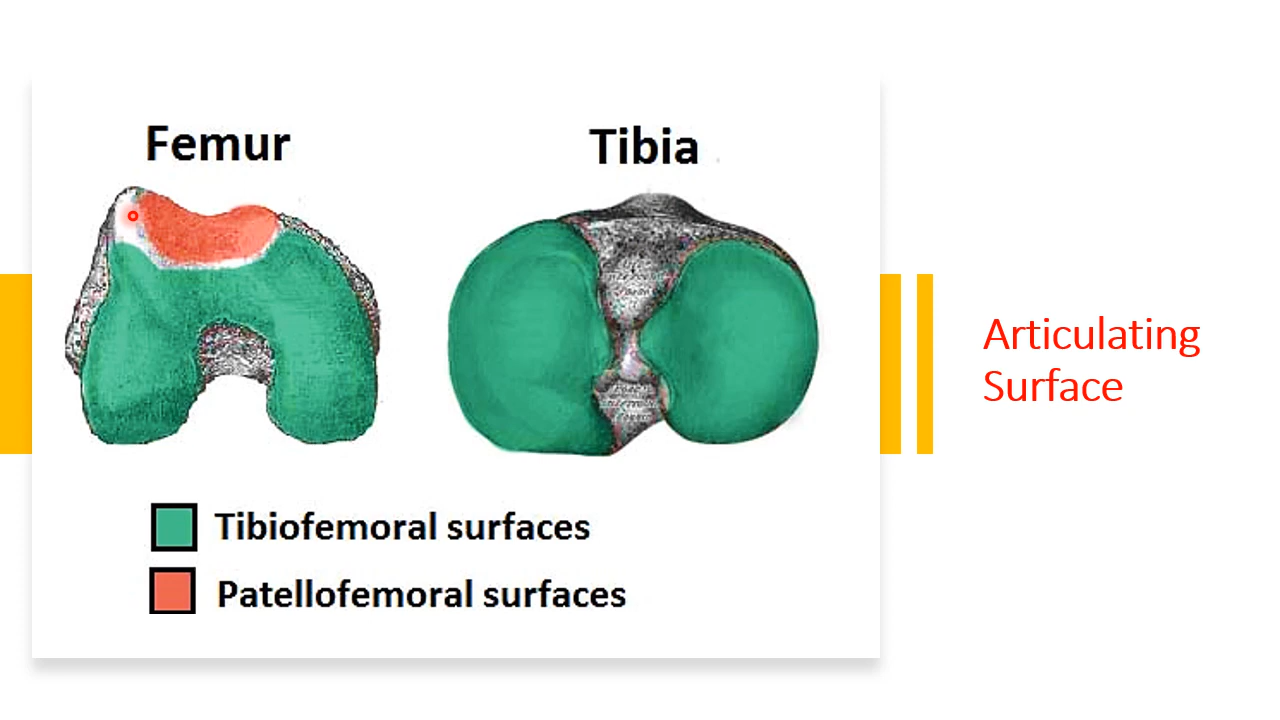 Femur
Tibia
Articulating
Surface
Tibiofemoral surfaces
Patellofemoral surfaces